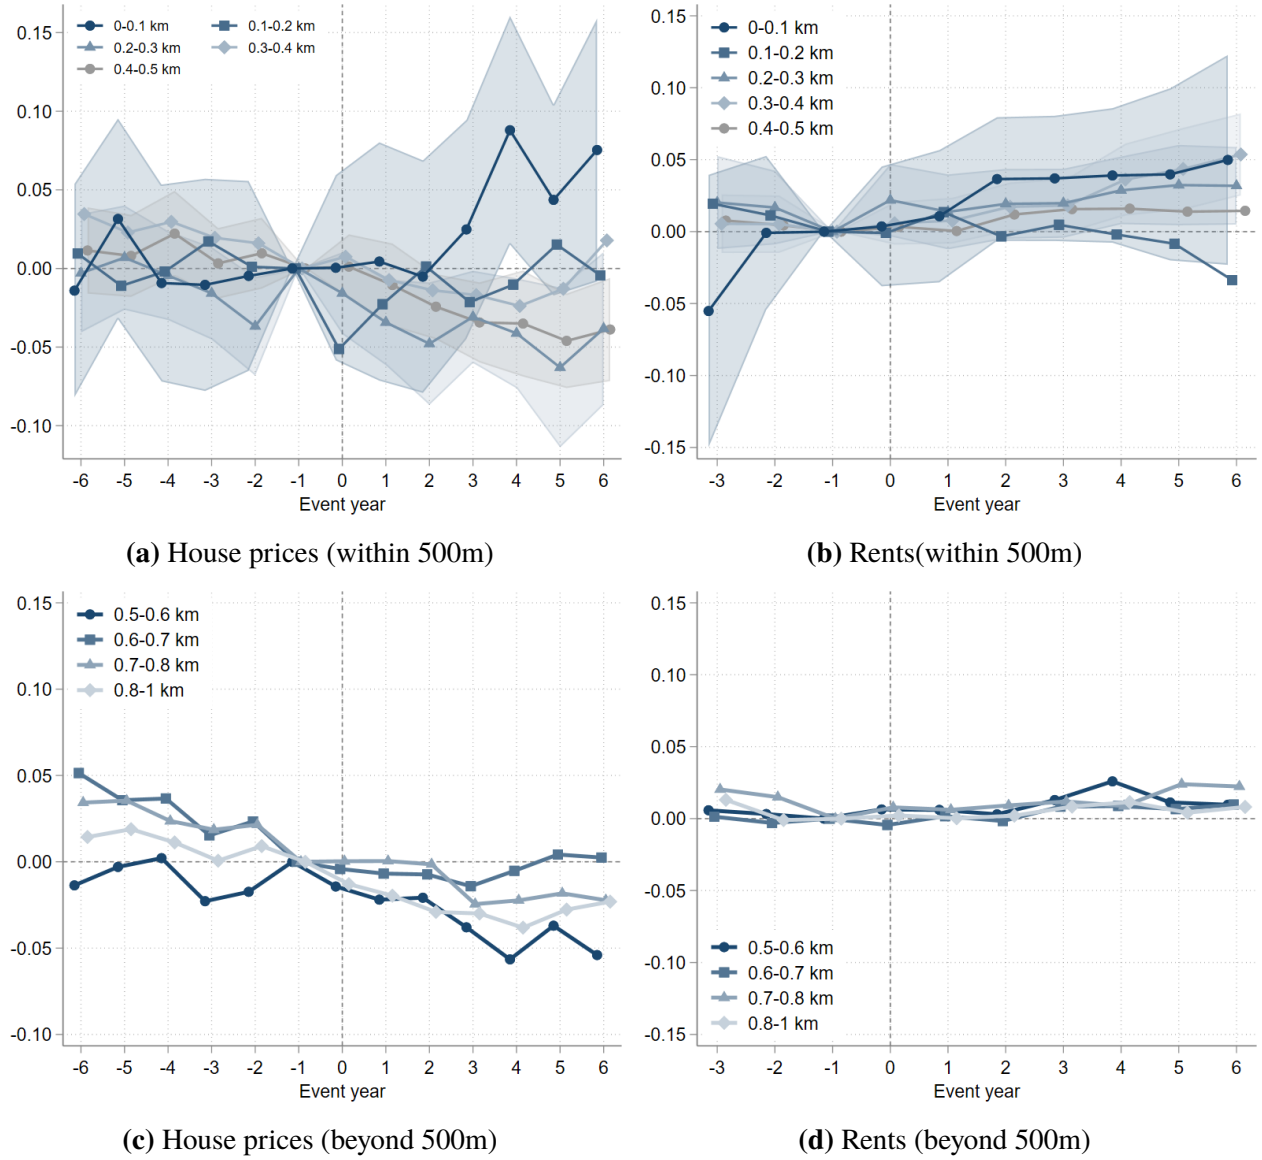 0.15
0.10
0.05
0.00
-0.05
-0.10
0-0.1 km
0.1-0.2 km
0.2-0.3 km
0.3-0.4 km
0.4-0.5 km
-6 -5 -4 -3 -2 -1 0 1 2 3 4 5 6
Event year
(a) House prices (within 500m)
0.15
0.10
0.05
0.00
-0.05
-0.10
-0.15
0-0.1 km
0.1-0.2 km
0.2-0.3 km
0.3-0.4 km
0.4-0.5 km
-3 -2 -1 0 1 2 3 4 5 6
Event year
(b) Rents(within 500m)
0.15
0.10
0.05
0.00
-0.05
-0.10
0.5-0.6 km
0.6-0.7 km
0.7-0.8 km
0.8-1 km
-6 -5 -4 -3 -2 -1 0 1 2 3 4 5 6
Event year
(c) House prices (beyond 500m)
0.15
0.10
0.05
0.00
-0.05
-0.10
-0.15
0.5-0.6 km
0.6-0.7 km
0.7-0.8 km
0.8-1 km
-3 -2 -1 0 1 2 3 4 5 6
Event year
(d) Rents (beyond 500m)